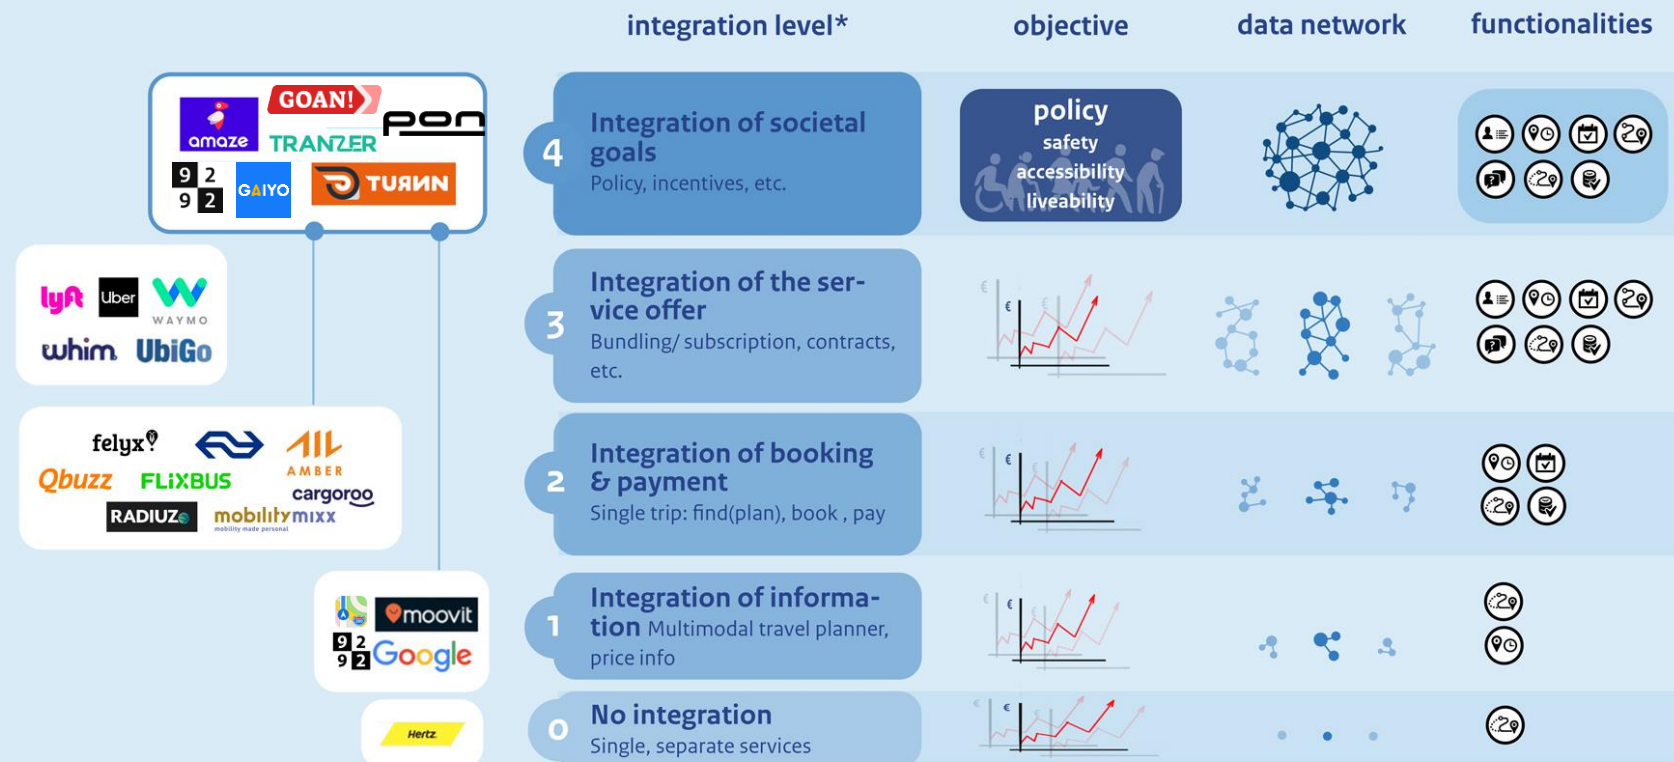 integration level*
objective
data network
functionalities
amaze
GOAN!
TRANZER
pon
9 2
9 2
GAIYO
TURNN
4
Integration of societal
goals
Policy, incentives, etc.
policy
safety
accessibility
liveability
lyft
Uber
WAYMO
whim
UbiGo
3
Integration of the ser-
vice offer
Bundling/ subscription, contracts,
etc.
€
€
€
felyx
AMBER
Qbuzz
FLiXBUS
cargoroo
RADIUZ
mobilitymixx
mobility made personal
2
Integration of booking
& payment
Single trip: find(plan), book , pay
€
€
€
moovit
9 2
9 2
Google
1
Integration of informa-
tion Multimodal travel planner,
price info
€
€
€
Hertz
0
No integration
Single, separate services
€
€
€